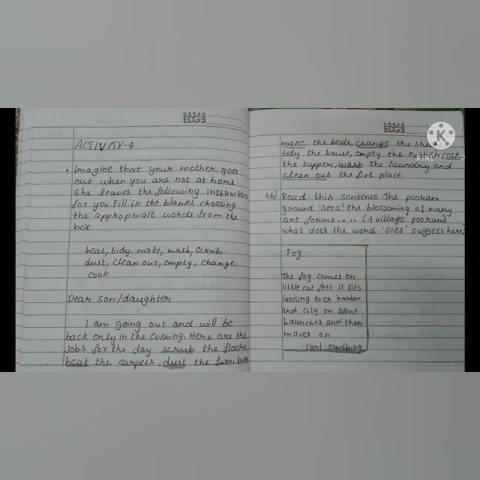 EDGE
ACTIVITY-4
Imagine that your mother goes
out when you are not at home
she leaves the following instructions
for you. Fill in the blanks choosing
the appropriate words from the
box
beat, tidy. make, wash, scrub
dust, clean out, empty, change,
cook
Dear son/daughter
I am going out and will be
back only in the evening. Here are the
Jobs for the day scrub the floors
beat the carpets, dust the furniture
EDGE
make the beds, change the
tidy the house, empty the
the supper, wash the laundry and
clean out the fire place
Read this sentence. The pooram
ground 'sees' the blossoming of many
art forms.... (A village pooram)
what does the word 'sees' suggest here
Fog
The fog comes on
little cat feet It sits
looking over harbor
and city on silent
haunches and then
moves on
-carl sandburg
K